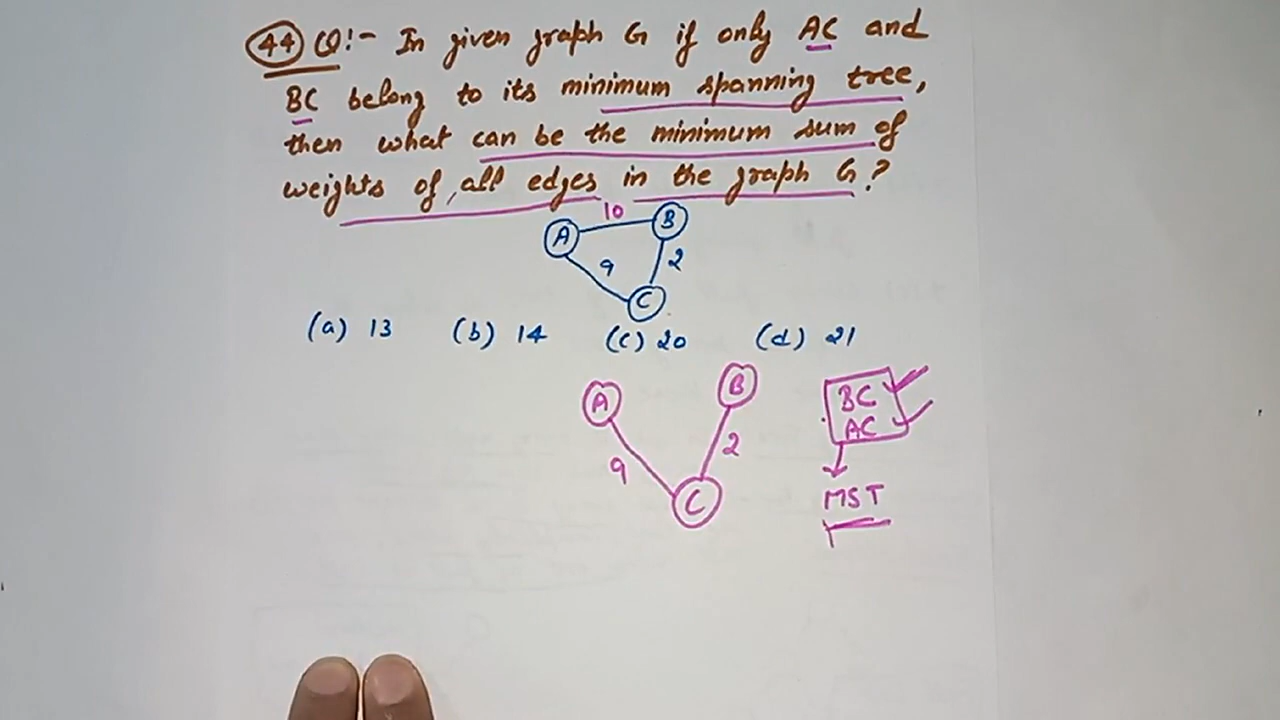 44 Q!- In given graph G if only AC and
BC belong to its minimum spanning tree,
then what can be the minimum sum of
weights of all edges in the graph G?
10
A B
9 2
C
(a) 13 (b) 14 (c) 20 (d) 21
A B
9 2
C
BC
AC
MST